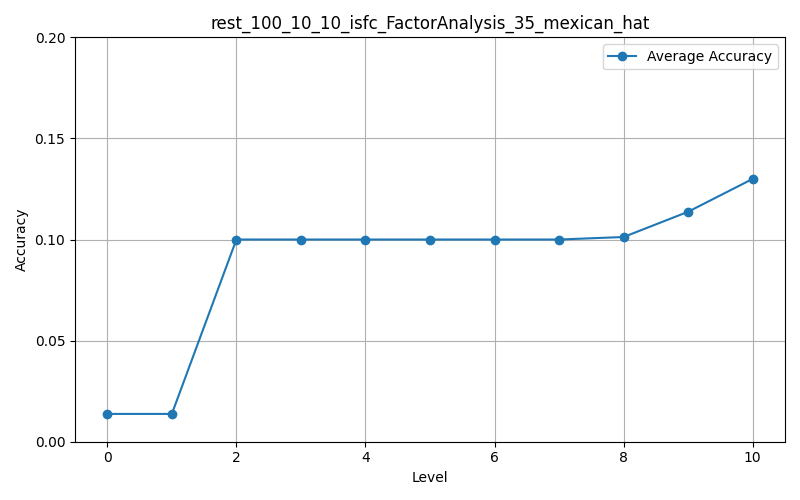 rest_100_10_10_isfc_FactorAnalysis_35_mexican_hat
Average Accuracy
0.20
0.15
0.10
0.05
0.00
Accuracy
0 2 4 6 8 10
Level